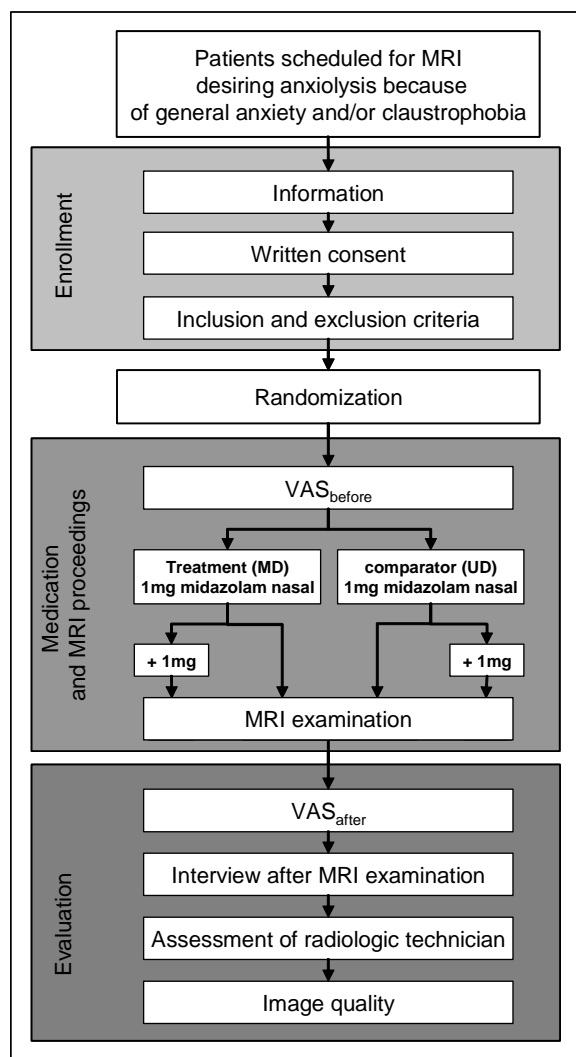 Patients scheduled for MRI
desiring anxiolysis because
of general anxiety and/or claustrophobia
Enrollment
Information
Written consent
Inclusion and exclusion criteria
Randomization
Medication
and MRI proceedings
VASbefore
Treatment (MD)
1mg midazolam nasal
comparator (UD)
1mg midazolam nasal
+ 1mg
+ 1mg
MRI examination
Evaluation
VASafter
Interview after MRI examination
Assessment of radiologic technician
Image quality